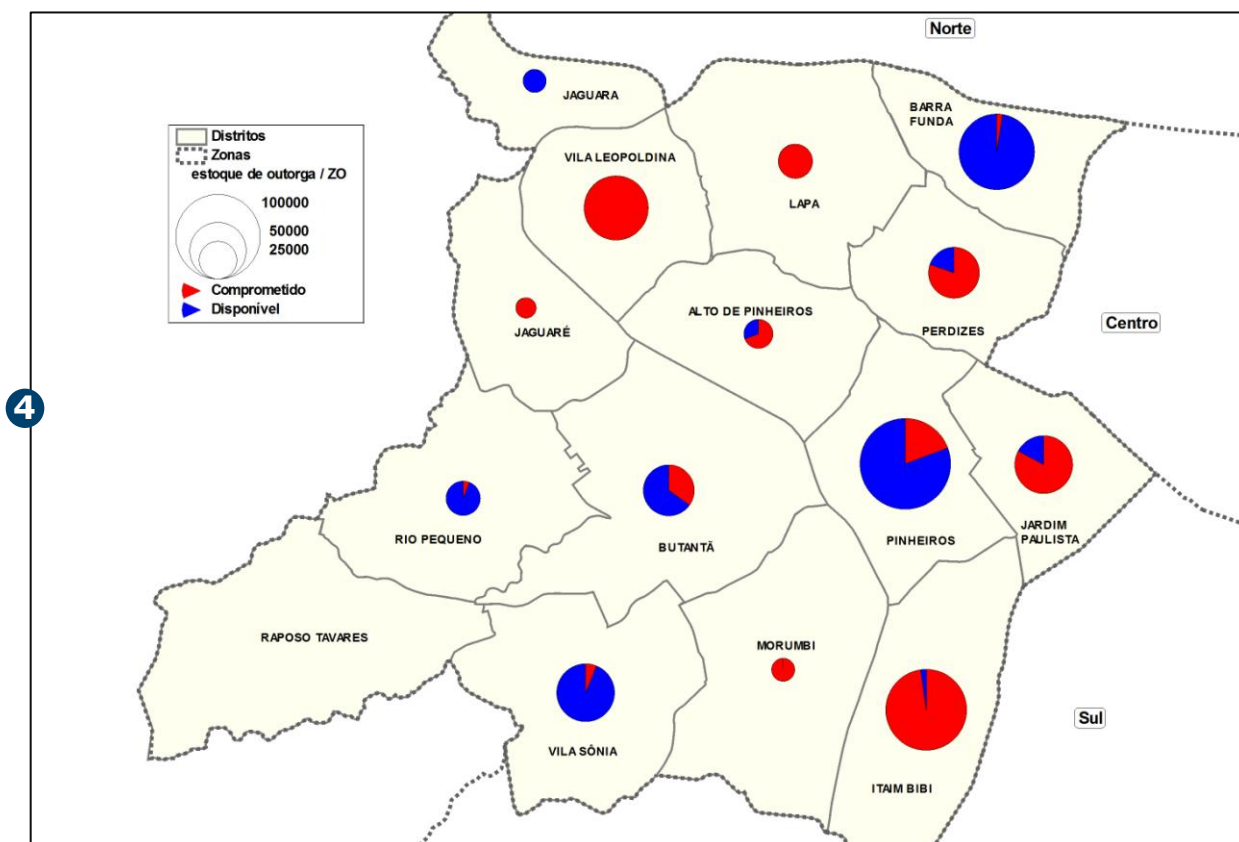 Norte
JAGUARA
BARRA
FUNDA
Distritos
Zonas
estoque de outorga / ZO
100000
50000
25000
Comprometido
Disponível
VILA LEOPOLDINA
LAPA
JAGUARÉ
ALTO DE PINHEIROS
PERDIZES
Centro
4
RIO PEQUENO
BUTANTÃ
PINHEIROS
JARDIM
PAULISTA
RAPOSO TAVARES
MORUMBI
VILA SÔNIA
ITAIM BIBI
Sul